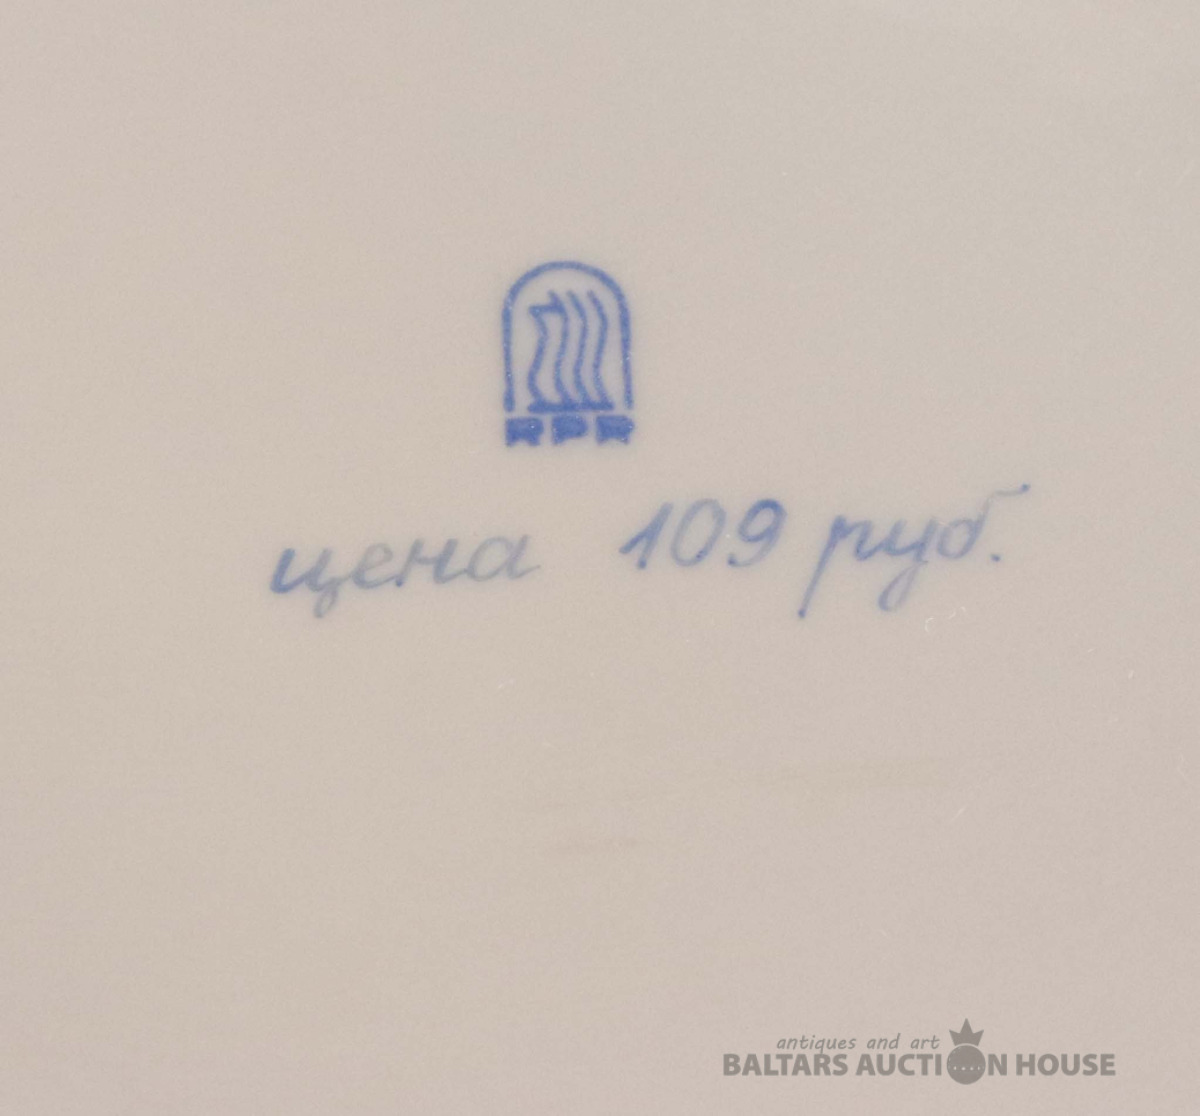 RPR
цена 109 руб.
antiques and art
BALTARS AUCTION HOUSE